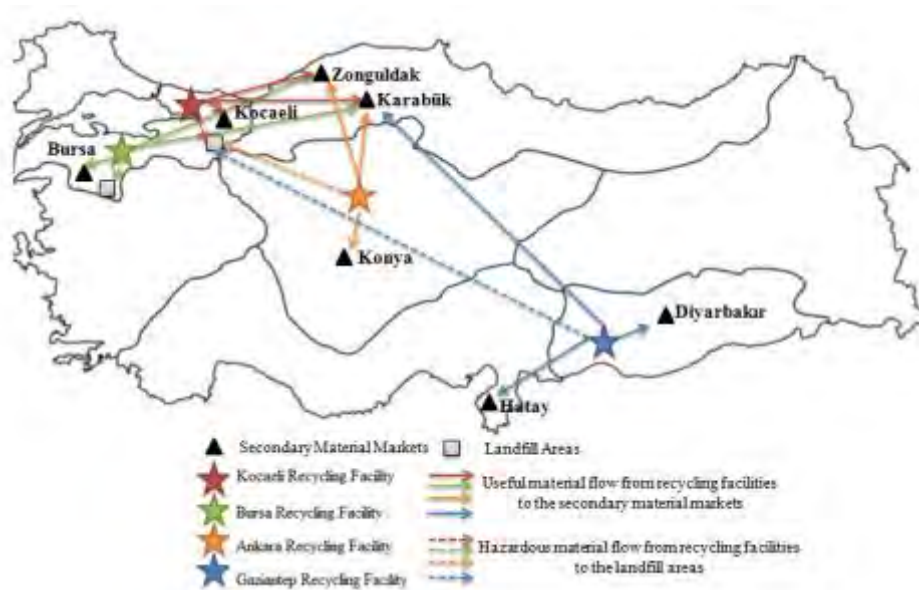 Zonguldak
Karabük
Kocaeli
Bursa
Konya
Diyarbakır
Hatay
Secondary Material Markets
Landfill Areas
Kocaeli Recycling Facility
Useful material flow from recycling facilities
to the secondary material markets
Bursa Recycling Facility
Ankara Recycling Facility
Hazardous material flow from recycling facilities
to the landfill areas
Gaziantep Recycling Facility